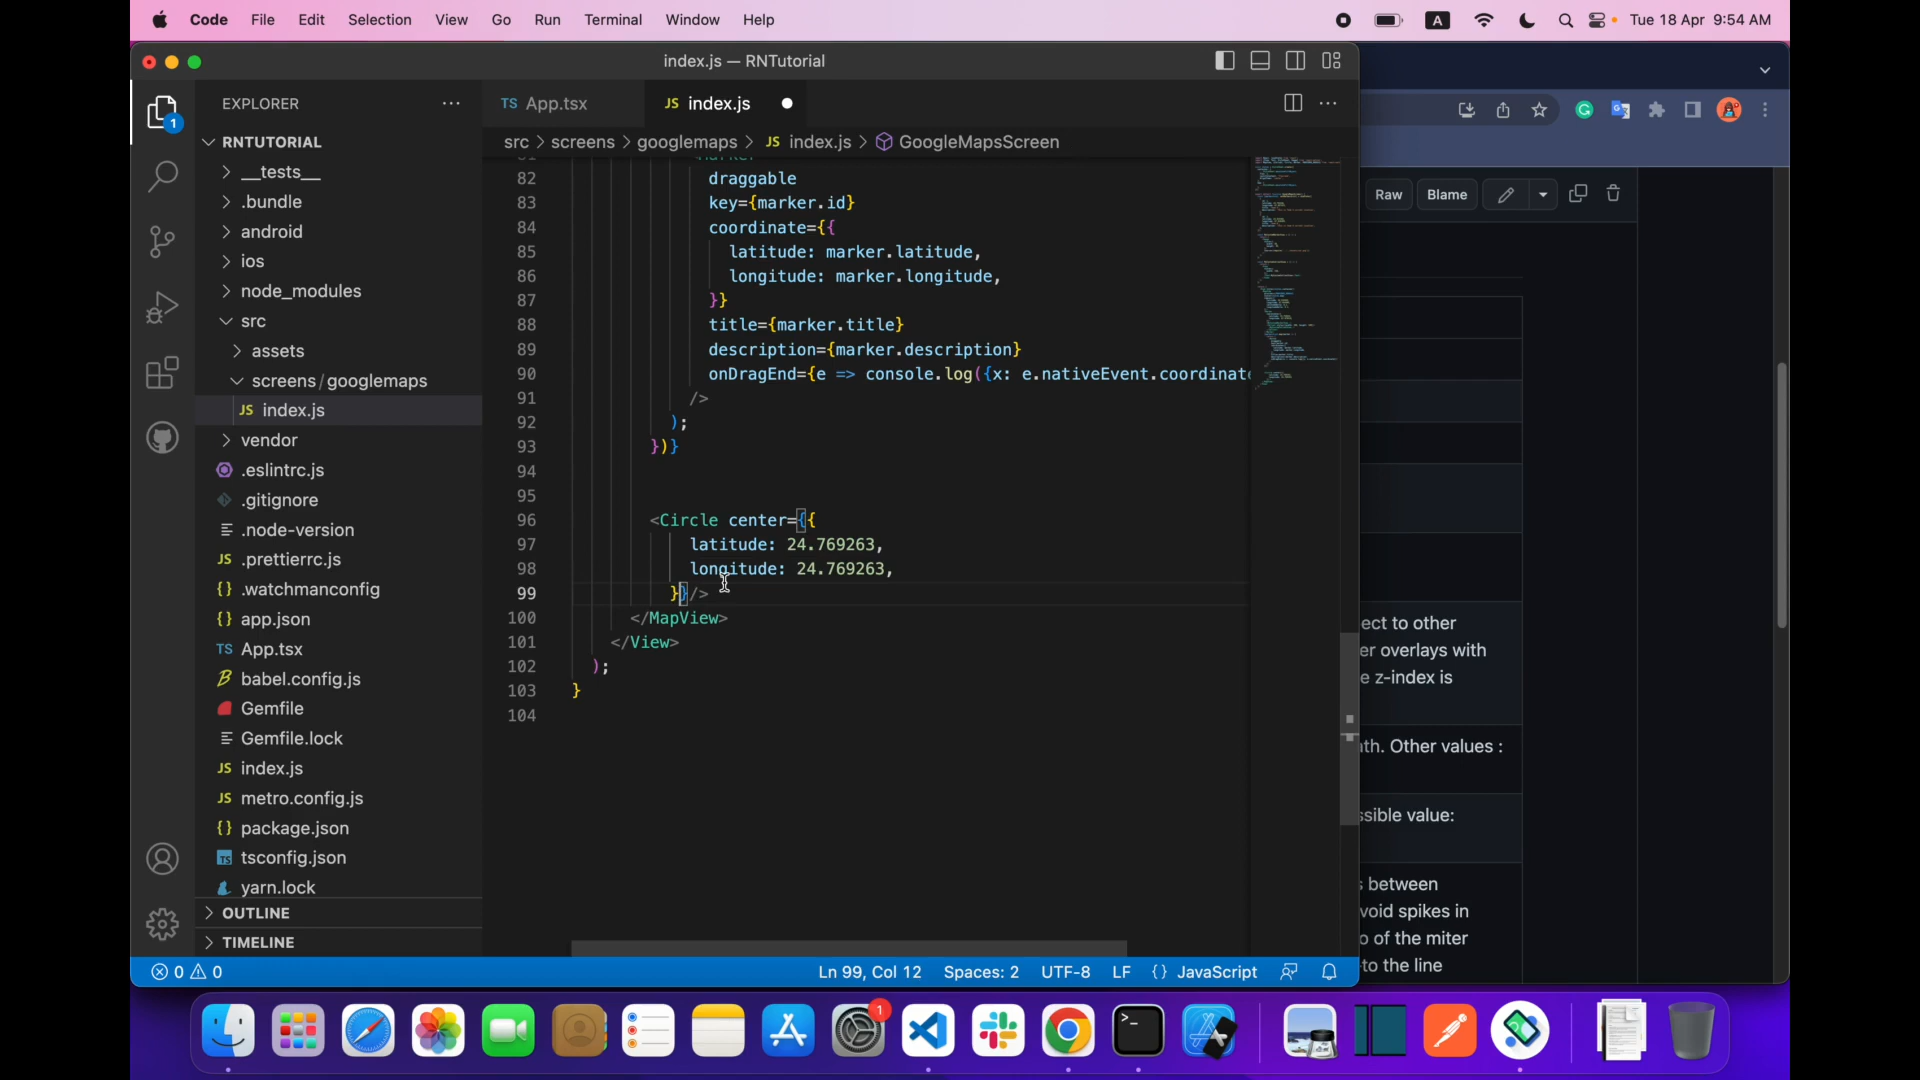 Code File Edit Selection View Go Run Terminal Window Help
A
Tue 18 Apr 9:54 AM
index.js — RNTutorial
EXPLORER
TS App.tsx
JS index.js
1
src > screens > googlemaps > JS index.js > GoogleMapsScreen
RNTUTORIAL
__tests__
.bundle
android
ios
node_modules
src
assets
screens/googlemaps
JS index.js
vendor
.eslintrc.js
.gitignore
.node-version
JS .prettierrc.js
{} .watchmanconfig
{} app.json
TS App.tsx
babel.config.js
Gemfile
Gemfile.lock
JS index.js
JS metro.config.js
{} package.json
TS tsconfig.json
yarn.lock
OUTLINE
TIMELINE
82 draggable
83 key={marker.id}
84 coordinate={{
85 latitude: marker.latitude,
86 longitude: marker.longitude,
87 }}
88 title={marker.title}
89 description={marker.description}
90 onDragEnd={e => console.log({x: e.nativeEvent.coordinate
91 />
92 );
93 })}
94
95
96 <Circle center={{
97 latitude: 24.769263,
98 longitude: 24.769263,
99 }}/>
100 </MapView>
101 </View>
102 );
103 }
104
Raw Blame
ect to other
er overlays with
e z-index is
ath. Other values :
ssible value:
s between
void spikes in
o of the miter
to the line
0 0
Ln 99, Col 12 Spaces: 2 UTF-8 LF {} JavaScript
1